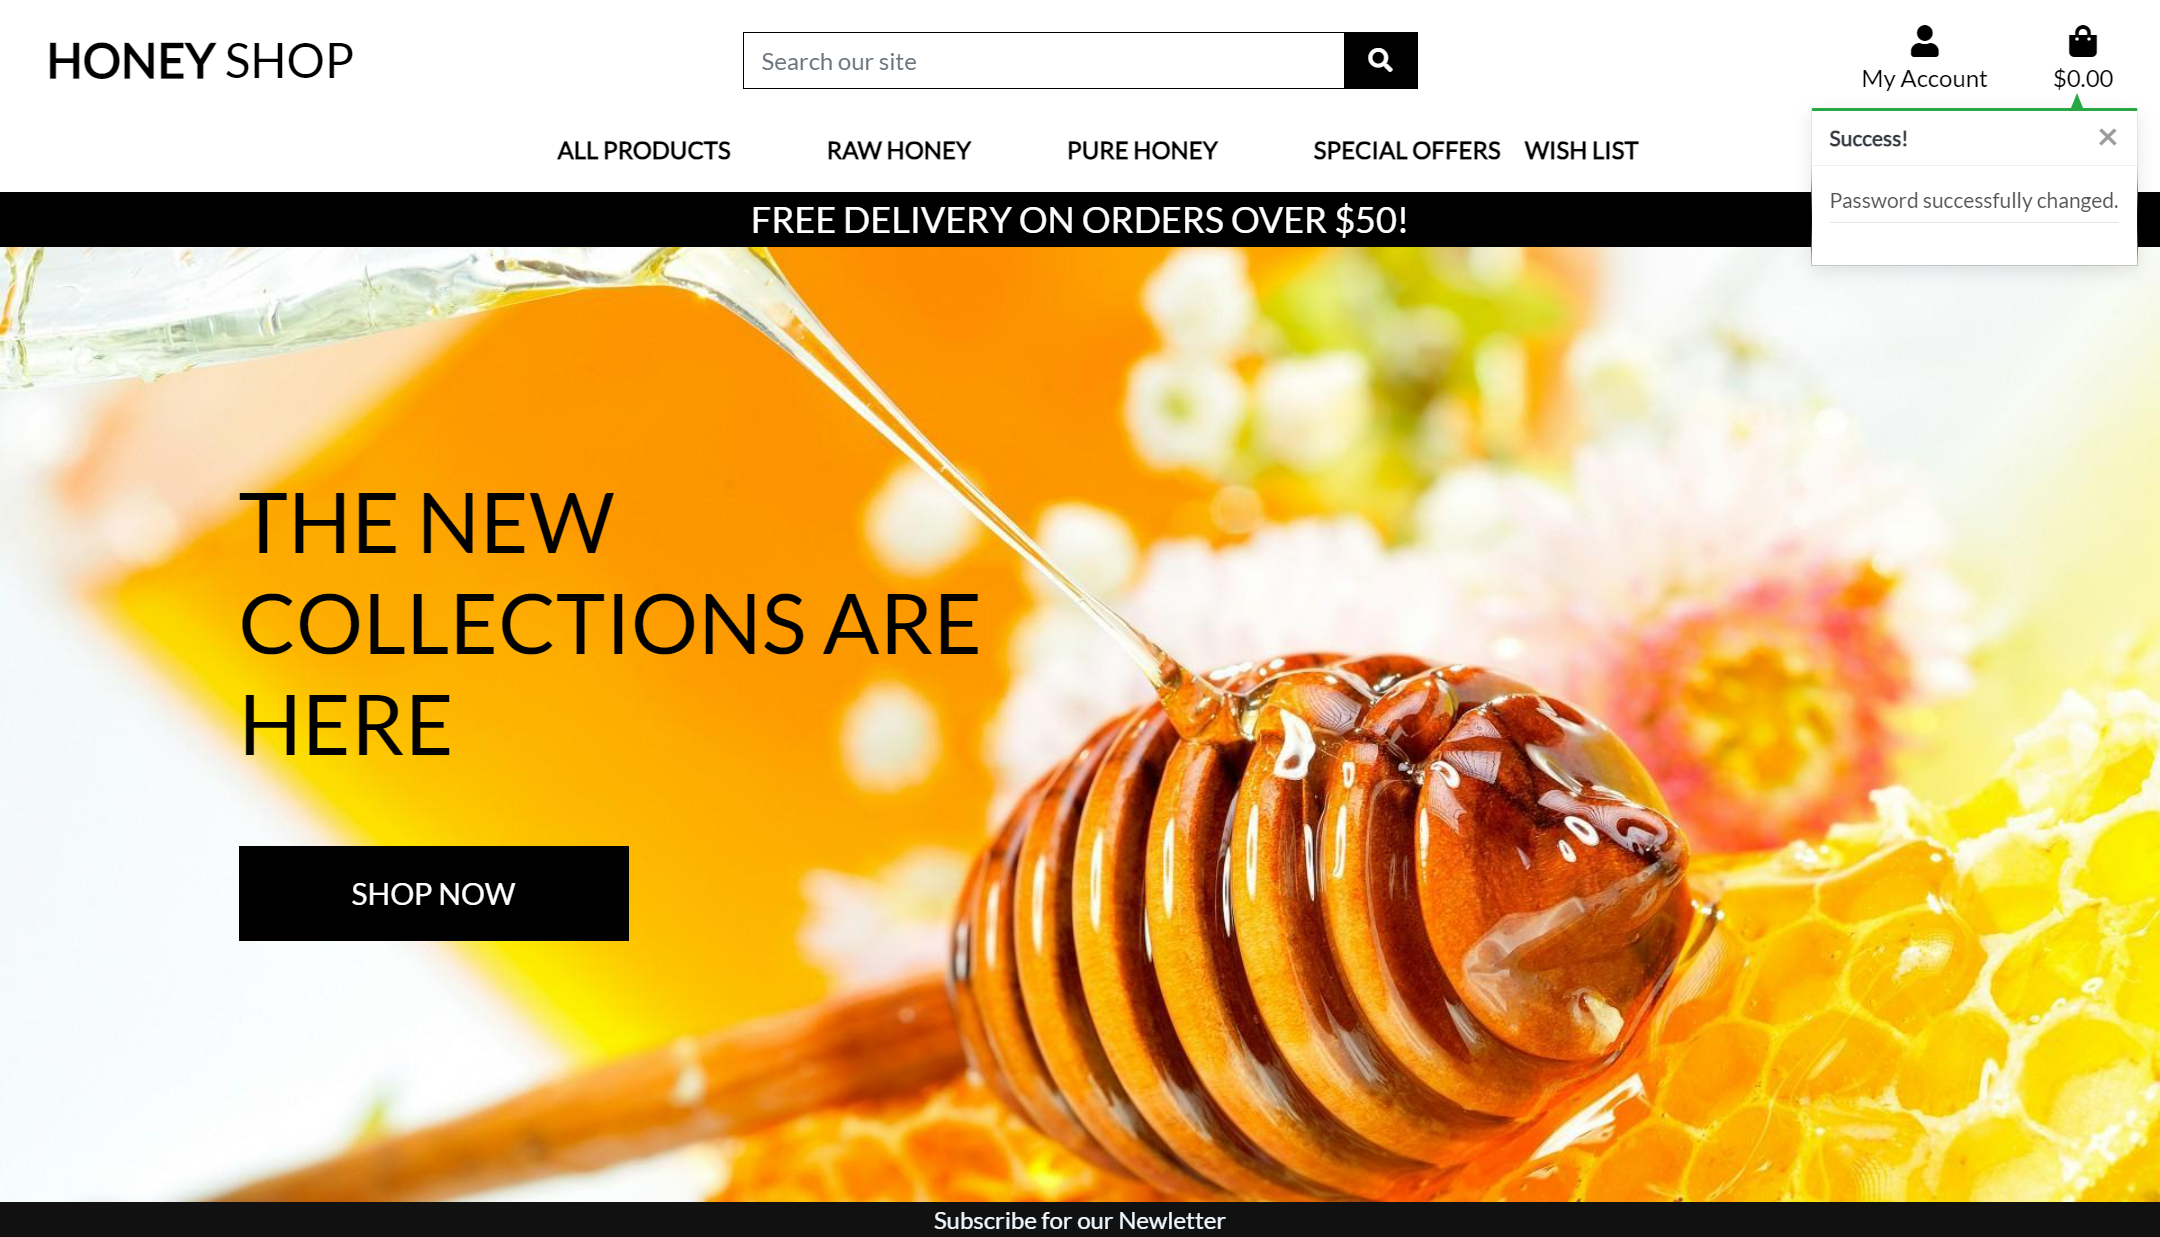 HONEY SHOP
Search our site
My Account
$0.00
ALL PRODUCTS
RAW HONEY
PURE HONEY
SPECIAL OFFERS
WISH LIST
Success!
Password successfully changed.
FREE DELIVERY ON ORDERS OVER $50!
THE NEW
COLLECTIONS ARE
HERE
SHOP NOW
Subscribe for our Newletter